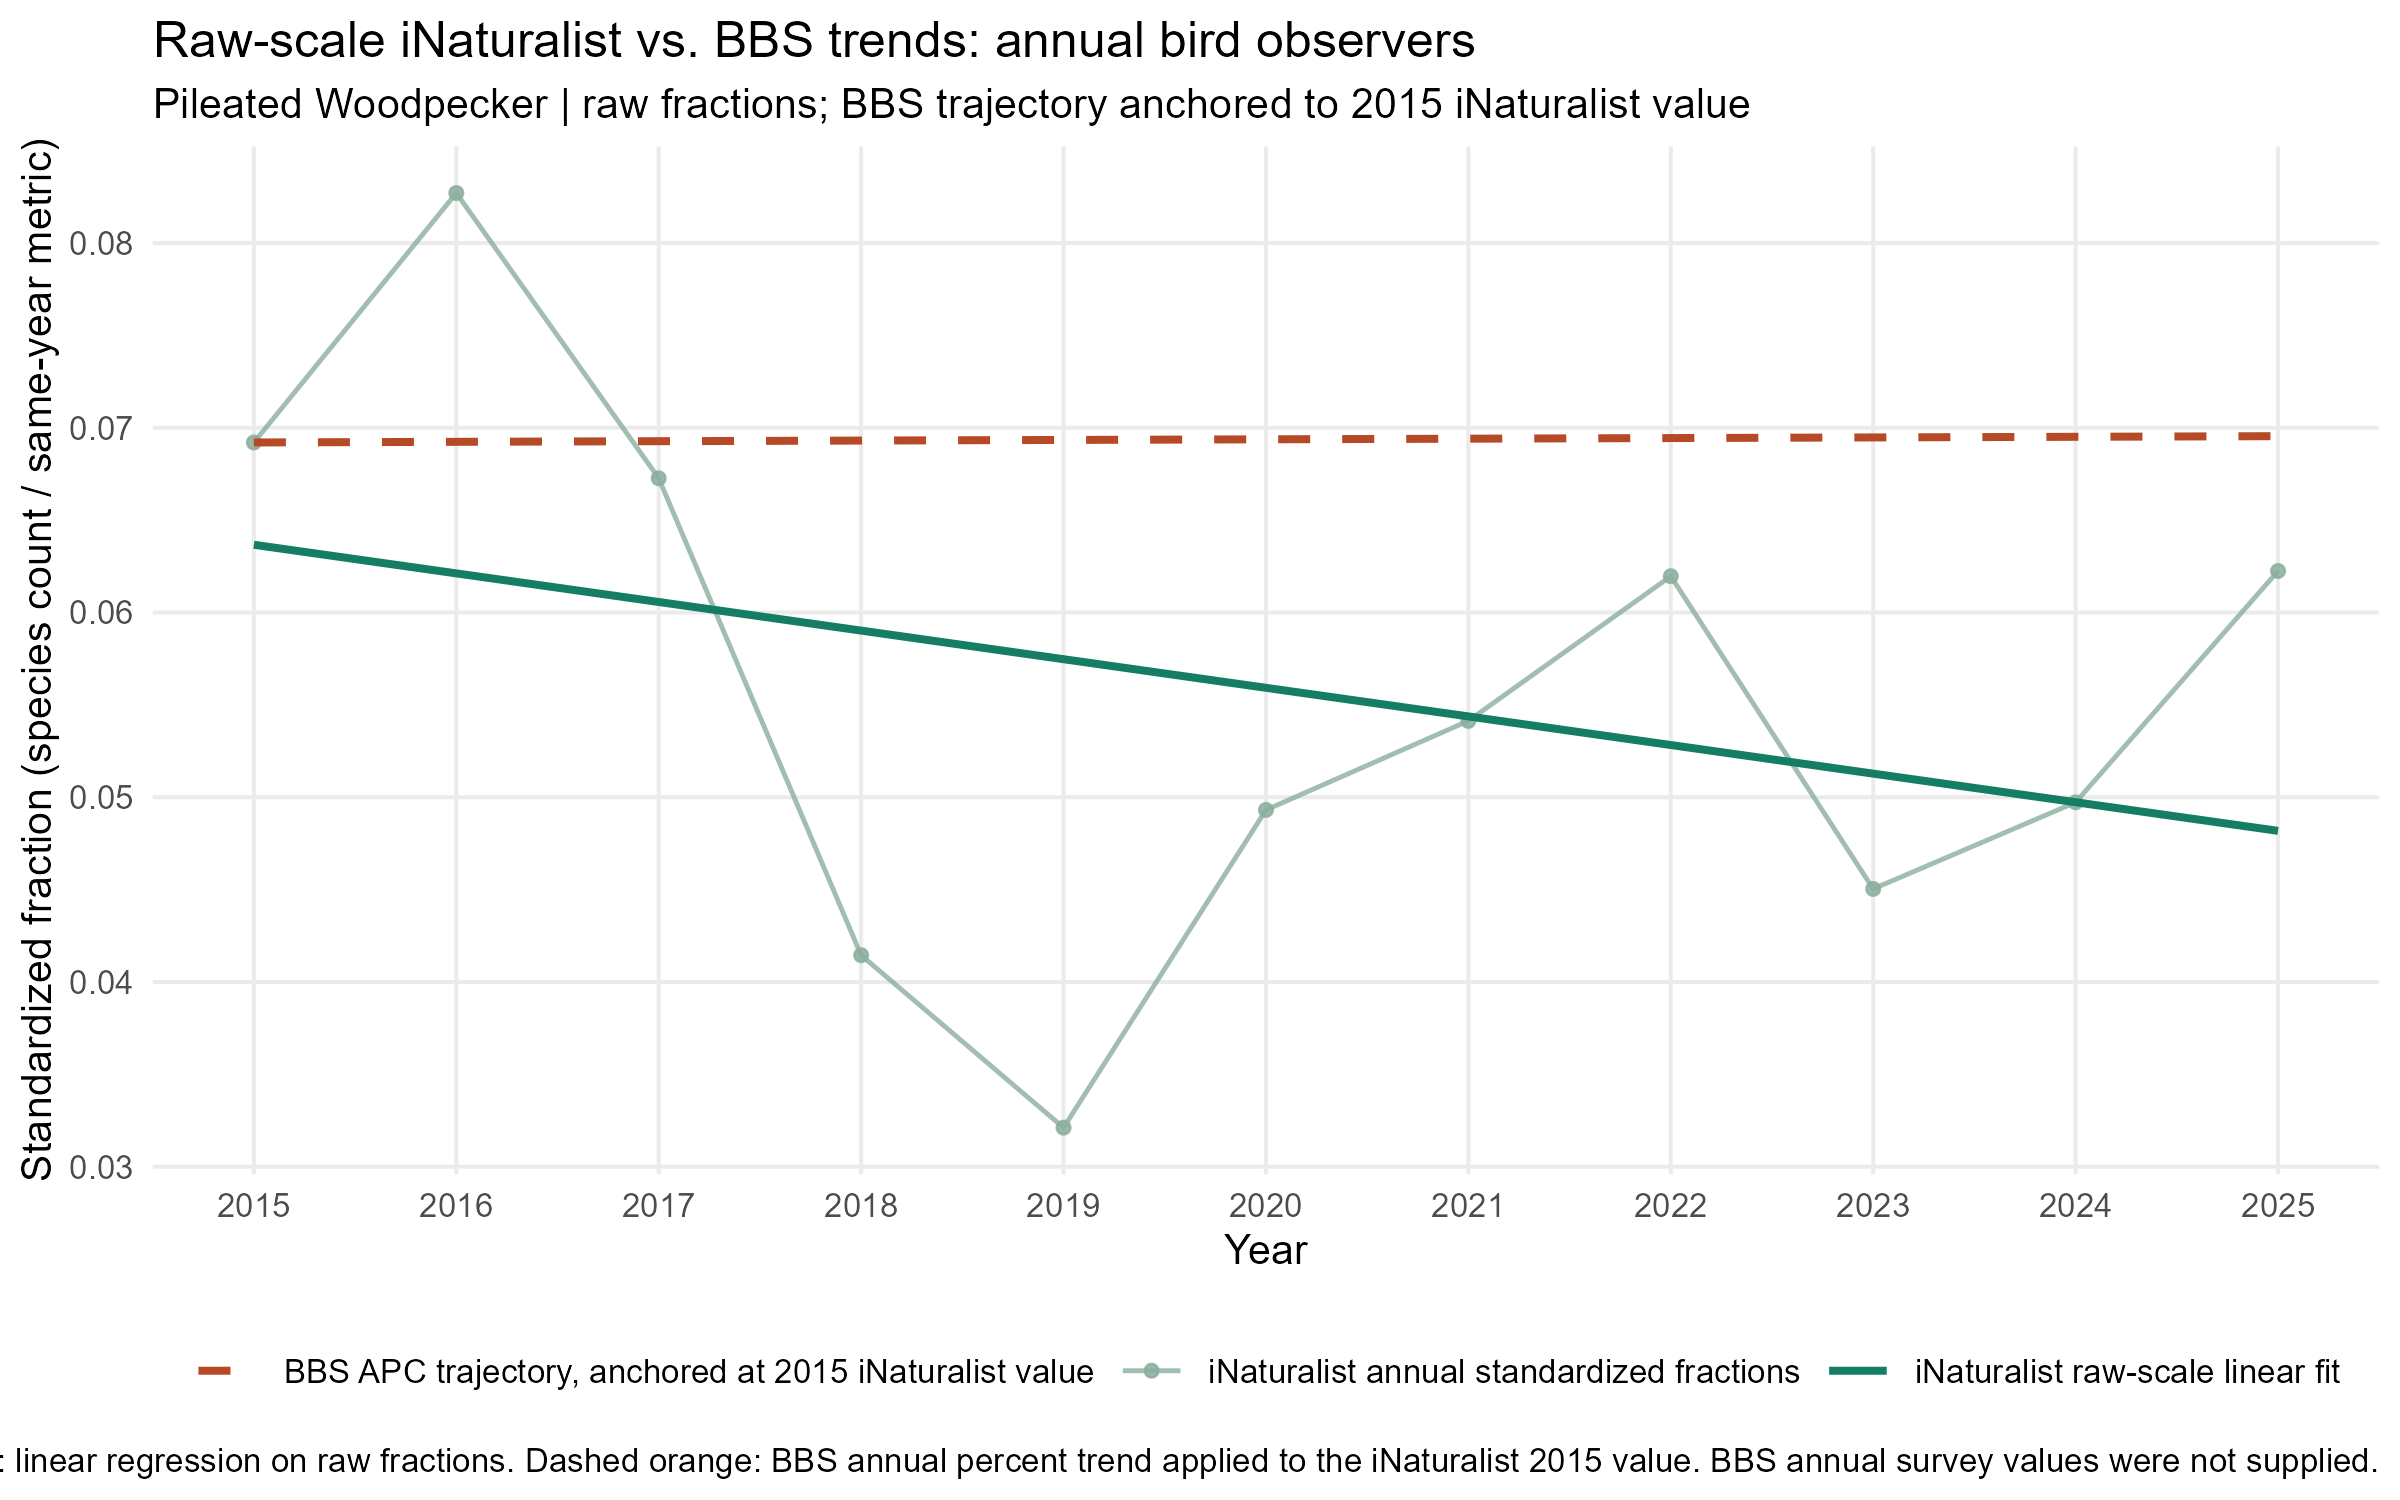 Raw-scale iNaturalist vs. BBS trends: annual bird observers
Pileated Woodpecker | raw fractions; BBS trajectory anchored to 2015 iNaturalist value
Standardized fraction (species count / same-year metric)
0.08
0.07
0.06
0.05
0.04
0.03
2015 2016 2017 2018 2019 2020 2021 2022 2023 2024 2025
Year
BBS APC trajectory, anchored at 2015 iNaturalist value iNaturalist annual standardized fractions iNaturalist raw-scale linear fit
: linear regression on raw fractions. Dashed orange: BBS annual percent trend applied to the iNaturalist 2015 value. BBS annual survey values were not supplied.